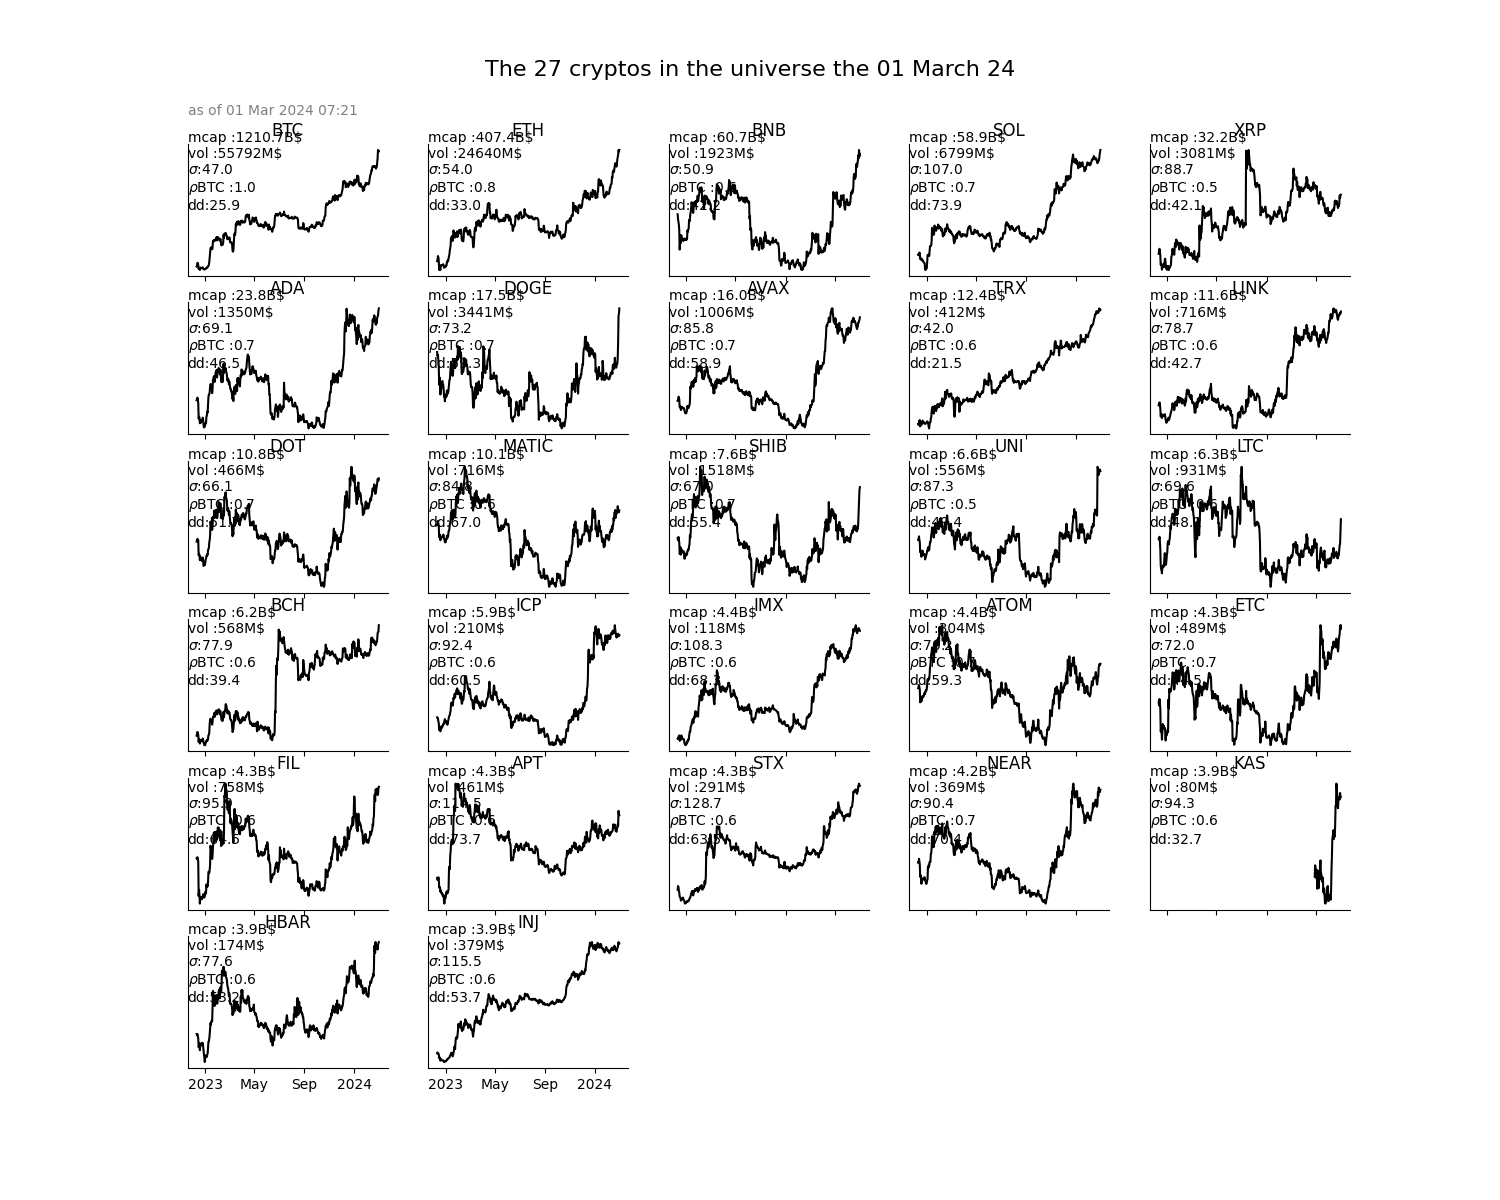 The 27 cryptos in the universe the 01 March 24
as of 01 Mar 2024 07:21
BTC
mcap :1210.7B$
vol :55792M$
σ:47.0
ρBTC :1.0
dd:25.9
ETH
mcap :407.4B$
vol :24640M$
σ:54.0
ρBTC :0.8
dd:33.0
BNB
mcap :60.7B$
vol :1923M$
σ:50.9
ρBTC
SOL
mcap :58.9B$
vol :6799M$
σ:107.0
ρBTC :0.7
dd:73.9
XRP
mcap :32.2B$
vol :3081M$
σ:88.7
ρBTC :0.5
dd:42.1
ADA
mcap :23.8B$
vol :1350M$
σ:69.1
ρBTC :0.7
dd:46.5
DOGE
mcap :17.5B$
vol :3441M$
σ:73.2
ρBTC :0.7
AVAX
mcap :16.0B$
vol :1006M$
σ:85.8
ρBTC :0.7
dd:58.9
TRX
mcap :12.4B$
vol :412M$
σ:42.0
ρBTC :0.6
dd:21.5
LINK
mcap :11.6B$
vol :716M$
σ:78.7
ρBTC :0.6
dd:42.7
DOT
mcap :10.8B$
vol :466M$
σ:66.1
ρBTC :0.7
MATIC
mcap :10.1B$
vol :716M$
ρBTC
dd:67.0
SHIB
mcap :7.6B$
vol :1518M$
ρBTC :0.7
dd:55.4
UNI
mcap :6.6B$
vol :556M$
σ:87.3
ρBTC :0.5
LTC
mcap :6.3B$
vol :931M$
σ:69.6
BCH
mcap :6.2B$
vol :568M$
σ:77.9
ρBTC :0.6
dd:39.4
ICP
mcap :5.9B$
vol :210M$
σ:92.4
ρBTC :0.6
dd:60.5
IMX
mcap :4.4B$
vol :118M$
σ:108.3
ρBTC :0.6
ATOM
mcap :4.4B$
vol
ρBTC
dd:59.3
ETC
mcap :4.3B$
vol :489M$
σ:72.0
ρBTC :0.7
FIL
mcap :4.3B$
vol :758M$
ρBTC :0.6
APT
mcap :4.3B$
vol :461M$
ρBTC :0.6
dd:73.7
STX
mcap :4.3B$
vol :291M$
σ:128.7
ρBTC :0.6
NEAR
mcap :4.2B$
vol :369M$
σ:90.4
ρBTC :0.7
dd:70.4
KAS
mcap :3.9B$
vol :80M$
σ:94.3
ρBTC :0.6
dd:32.7
HBAR
mcap :3.9B$
vol :174M$
σ:77.6
ρBTC :0.6
INJ
mcap :3.9B$
vol :379M$
σ:115.5
ρBTC :0.6
dd:53.7
2023 May Sep 2024
2023 May Sep 2024